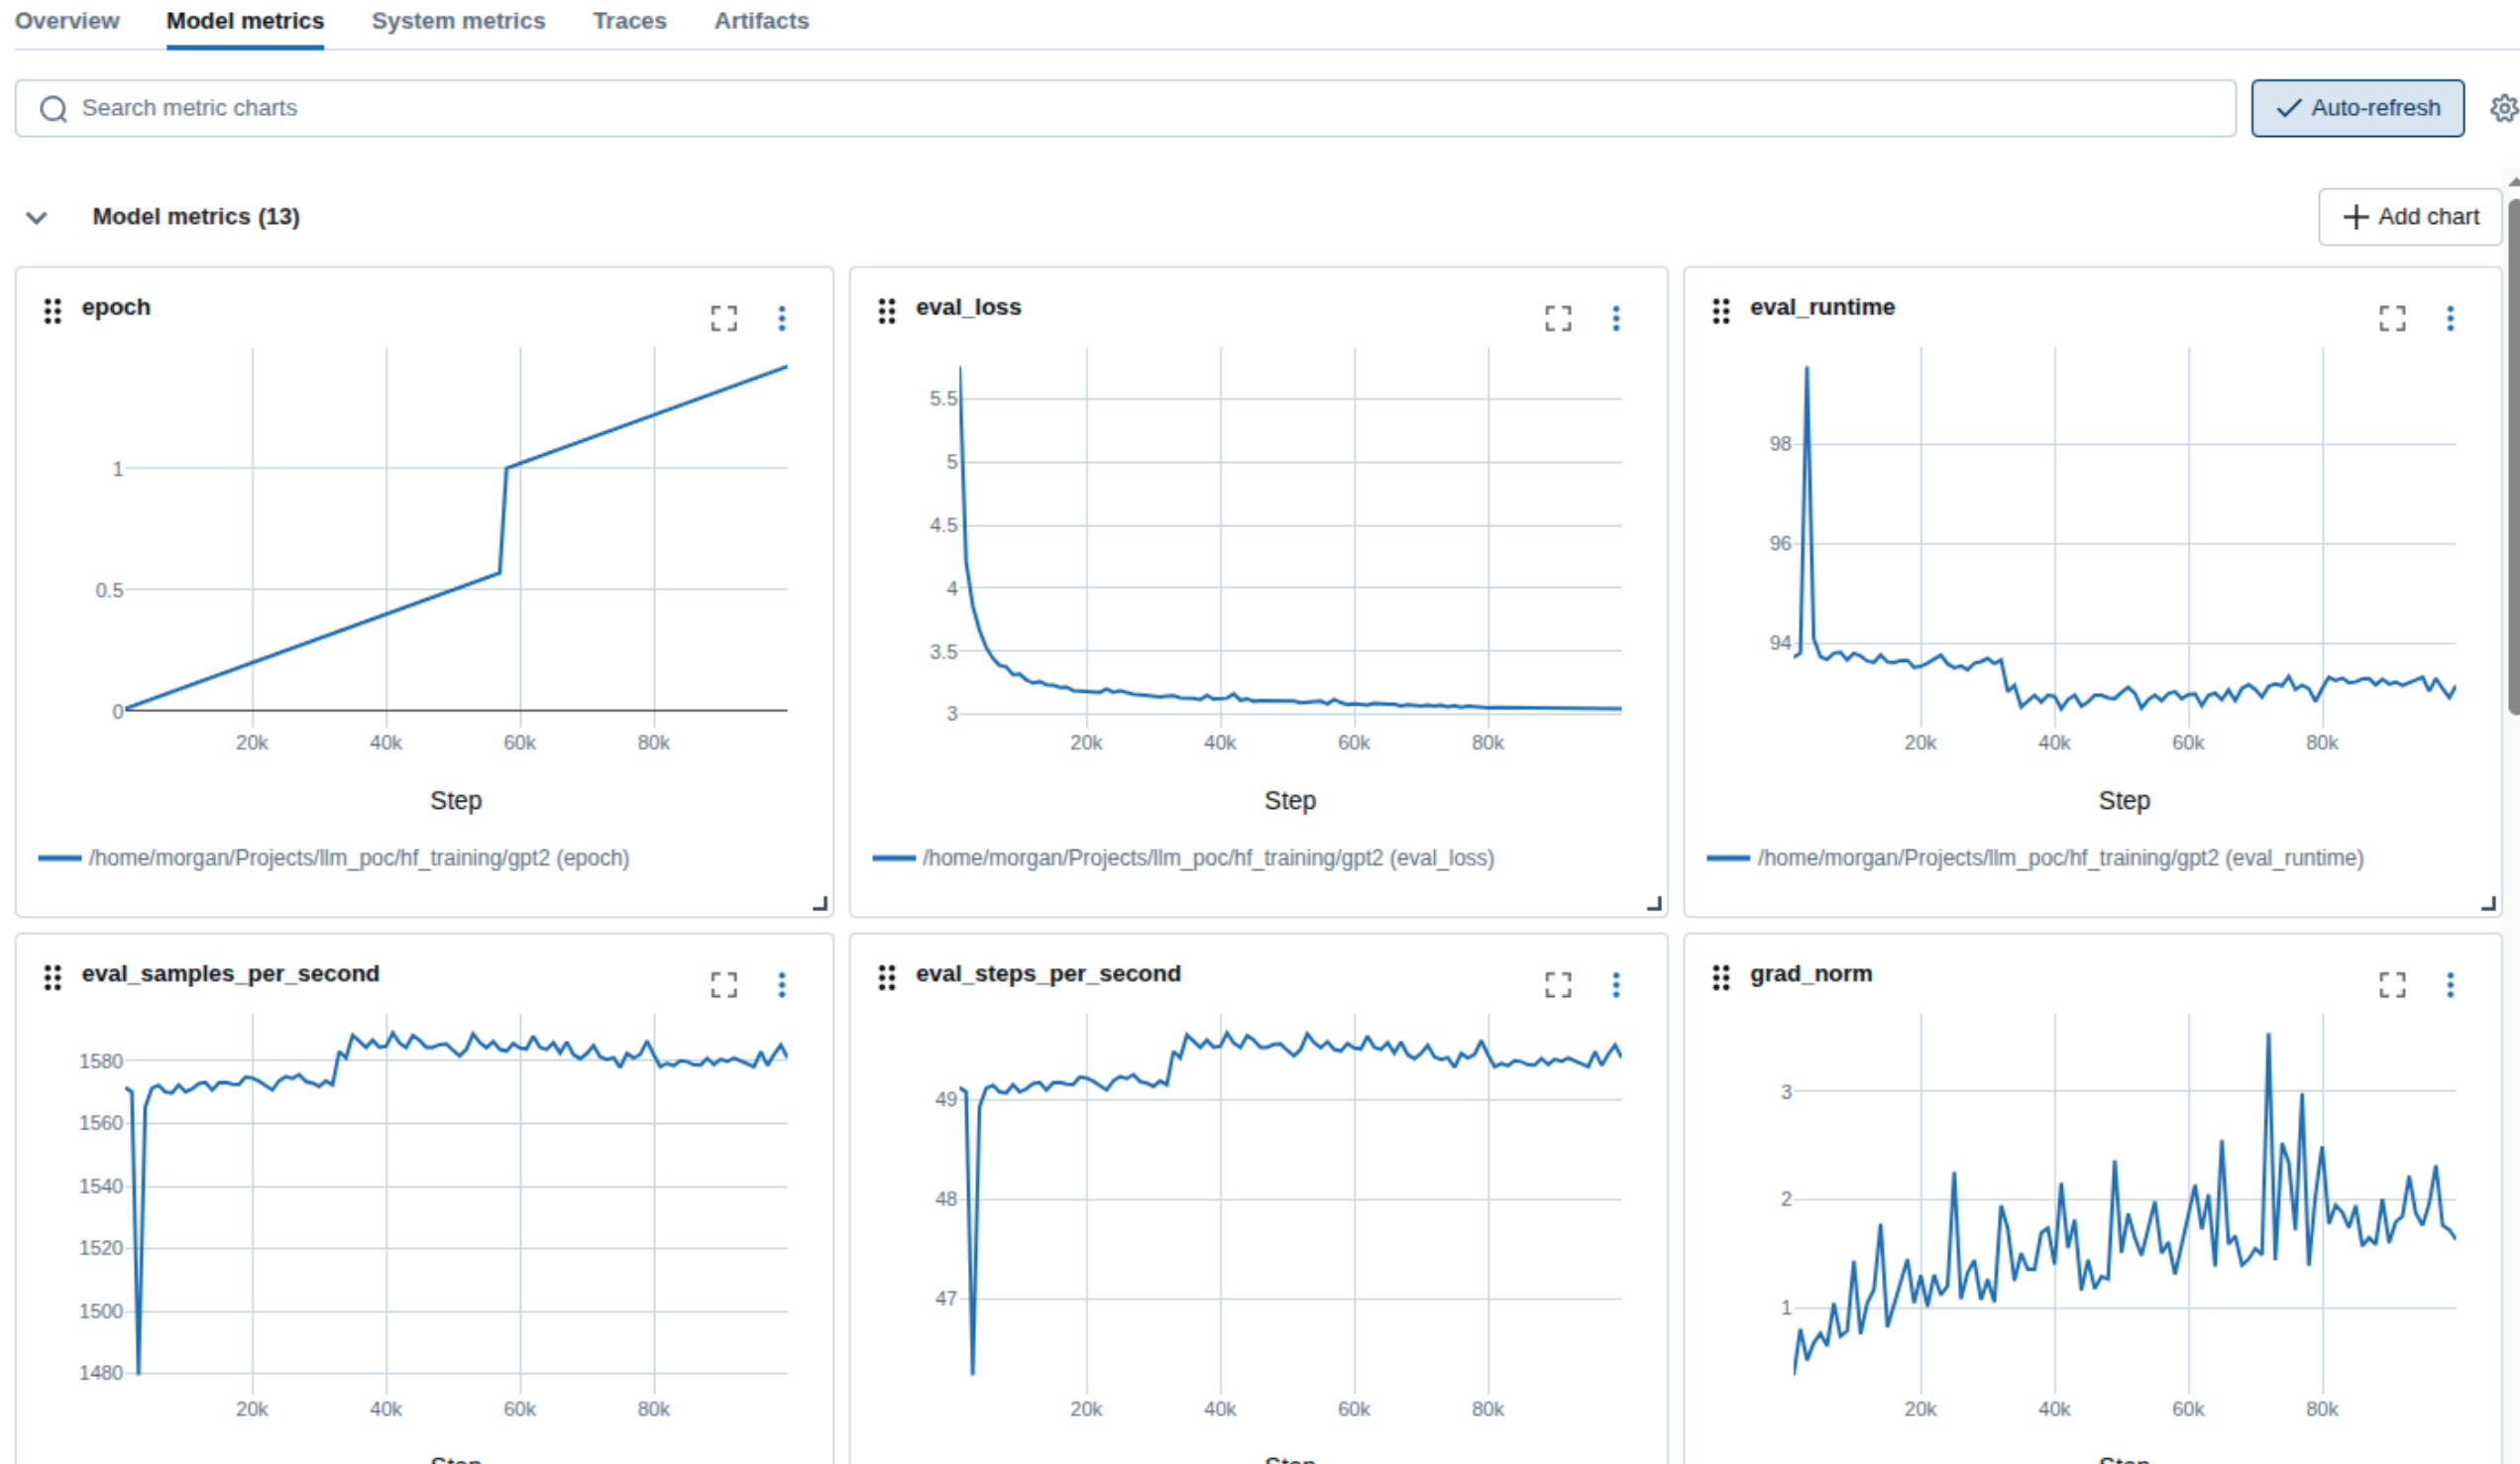 Overview Model metrics System metrics Traces Artifacts
Search metric charts Auto-refresh
Model metrics (13) Add chart
epoch
1
0.5
0
20k 40k 60k 80k
Step
/home/morgan/Projects/llm_poc/hf_training/gpt2 (epoch)
eval_loss
5.5
5
4.5
4
3.5
3
20k 40k 60k 80k
Step
/home/morgan/Projects/llm_poc/hf_training/gpt2 (eval_loss)
eval_runtime
98
96
94
20k 40k 60k 80k
Step
/home/morgan/Projects/llm_poc/hf_training/gpt2 (eval_runtime)
eval_samples_per_second
1580
1560
1540
1520
1500
1480
20k 40k 60k 80k
Step
eval_steps_per_second
49
48
47
20k 40k 60k 80k
Step
grad_norm
3
2
1
20k 40k 60k 80k
Step